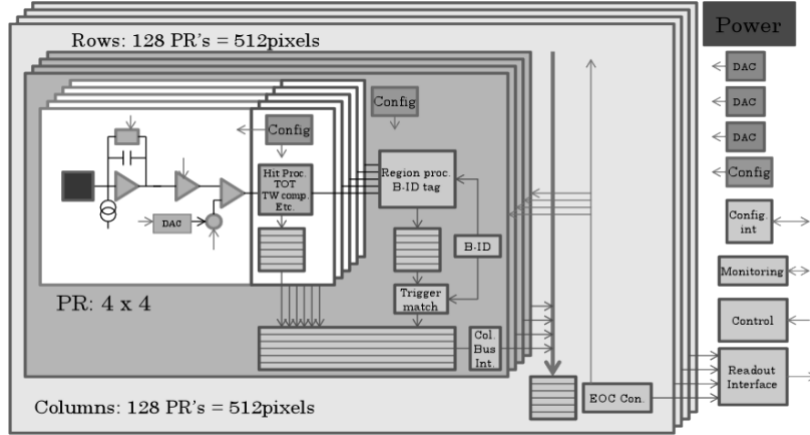 Power
Rows: 128 PR's = 512pixels
DAC
DAC
DAC
Config
Config
Config
Hit Proc.
TOT
TW comp.
Etc.
Region proc.
B-ID tag
DAC
B-ID
Config.
int
Monitoring
PR: 4 x 4
Trigger
match
Control
Col.
Bus
Int.
Readout
Interface
Columns: 128 PR's = 512pixels
EOC Con.